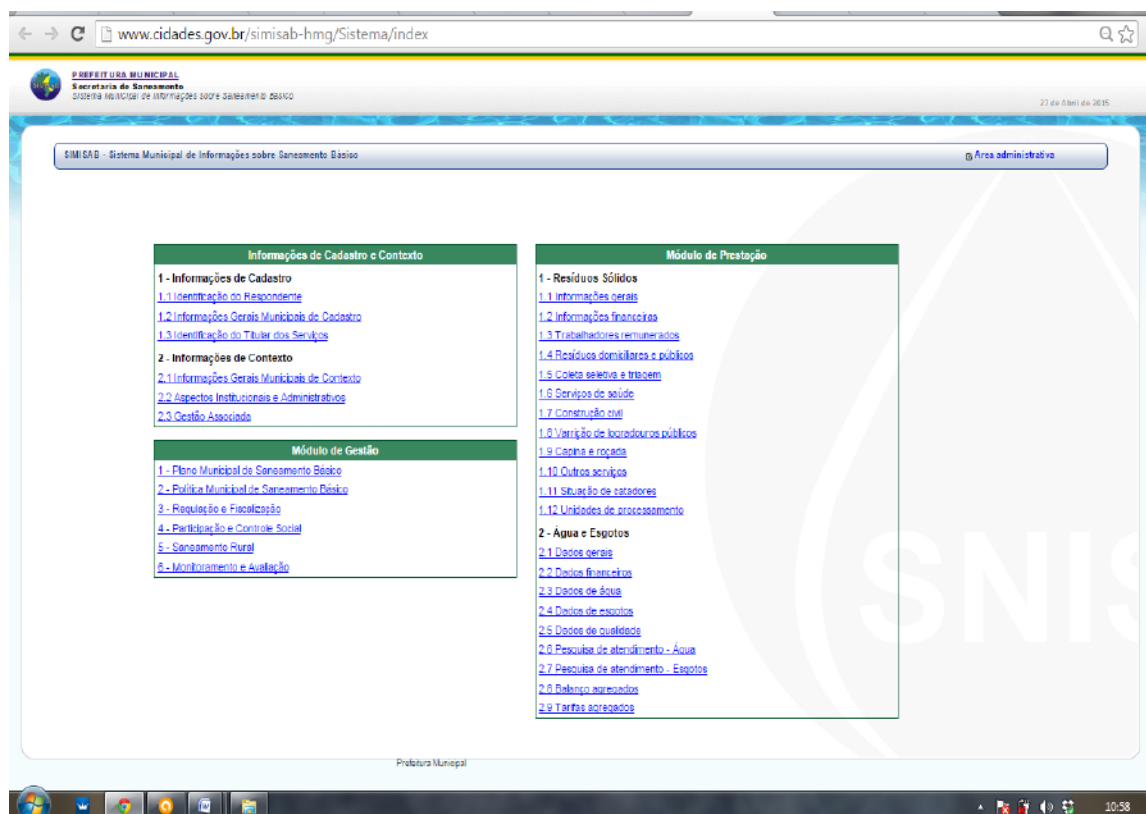 www.cidades.gov.br/simisab-hmg/Sistema/index
PREFEITURA MUNICIPAL
Secretaria de Saneamento
Sistema Municipal de Informações sobre Saneamento Básico
27 de Abril de 2015
SIMISAB - Sistema Municipal de Informações sobre Saneamento Básico
Área administrativa
Informações de Cadastro e Contexto
1 - Informações de Cadastro
1.1 Identificação do Respondente
1.2 Informações Gerais Municipais de Cadastro
1.3 Identificação do Titular dos Serviços
2 - Informações de Contexto
2.1 Informações Gerais Municipais de Contexto
2.2 Aspectos Institucionais e Administrativos
2.3 Gestão Associada
Módulo de Gestão
1 - Plano Municipal de Saneamento Básico
2 - Política Municipal de Saneamento Básico
3 - Regulação e Fiscalização
4 - Participação e Controle Social
5 - Saneamento Rural
6 - Monitoramento e Avaliação
Módulo de Prestação
1 - Resíduos Sólidos
1.1 Informações gerais
1.2 Informações financeiras
1.3 Trabalhadores remunerados
1.4 Resíduos domiciliares e públicos
1.5 Coleta seletiva e triagem
1.6 Serviços de saúde
1.7 Construção civil
1.8 Varrição de logradouros públicos
1.9 Capina e roçada
1.10 Outros serviços
1.11 Situação de catadores
1.12 Unidades de processamento
2 - Água e Esgotos
2.1 Dados gerais
2.2 Dados financeiros
2.3 Dados de água
2.4 Dados de esgotos
2.5 Dados de qualidade
2.6 Pesquisa de atendimento - Água
2.7 Pesquisa de atendimento - Esgotos
2.8 Balanço agregados
2.9 Tarifas agregados
SNIS
Prefeitura Municipal
10:58